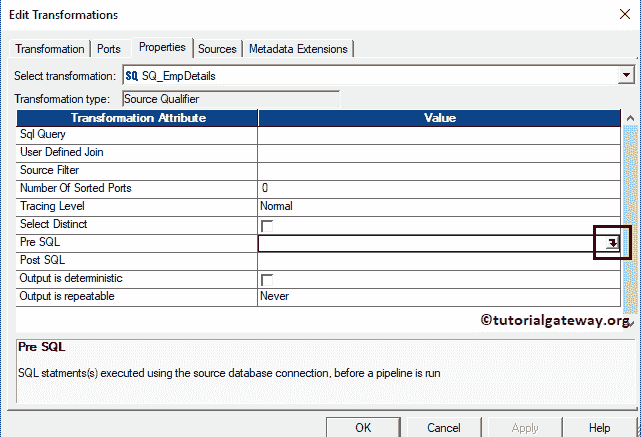 Edit Transformations
Transformation Ports Properties Sources Metadata Extensions
Select transformation: SQ SQ_EmpDetails
Transformation type: Source Qualifier
Transformation Attribute Value
Sql Query
User Defined Join
Source Filter
Number Of Sorted Ports 0
Tracing Level Normal
Select Distinct
Pre SQL
Post SQL
Output is deterministic
Output is repeatable Never
©tutorialgateway.org
Pre SQL
SQL statments(s) executed using the source database connection, before a pipeline is run
OK Cancel Apply Help